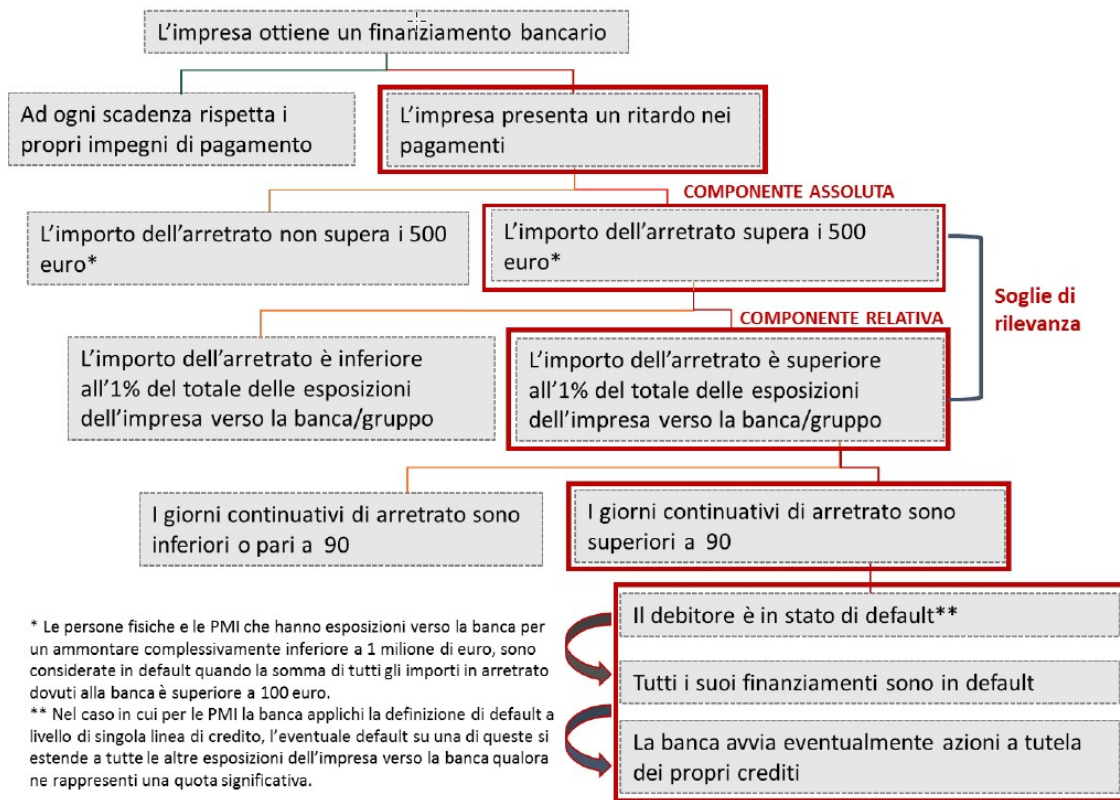 L'impresa ottiene un finanziamento bancario
Ad ogni scadenza rispetta i
propri impegni di pagamento
L'impresa presenta un ritardo nei
pagamenti
COMPONENTE ASSOLUTA
L'importo dell'arretrato non supera i 500
euro*
L'importo dell'arretrato supera i 500
euro*
Soglie di
rilevanza
COMPONENTE RELATIVA
L'importo dell'arretrato è inferiore
all'1% del totale delle esposizioni
dell'impresa verso la banca/gruppo
L'importo dell'arretrato è superiore
all'1% del totale delle esposizioni
dell'impresa verso la banca/gruppo
I giorni continuativi di arretrato sono
inferiori o pari a 90
I giorni continuativi di arretrato sono
superiori a 90
Il debitore è in stato di default**
Tutti i suoi finanziamenti sono in default
La banca avvia eventualmente azioni a tutela
dei propri crediti
* Le persone fisiche e le PMI che hanno esposizioni verso la banca per
un ammontare complessivamente inferiore a 1 milione di euro, sono
considerate in default quando la somma di tutti gli importi in arretrato
dovuti alla banca è superiore a 100 euro.
** Nel caso in cui per le PMI la banca applichi la definizione di default a
livello di singola linea di credito, l'eventuale default su una di queste si
estende a tutte le altre esposizioni dell'impresa verso la banca qualora
ne rappresenti una quota significativa.